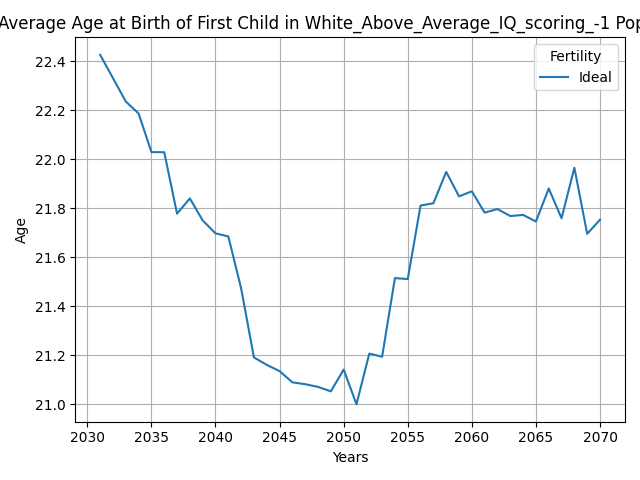 Average Age at Birth of First Child in White_Above_Average_IQ_scoring_-1 Pop
Fertility
Ideal
Age
22.4
22.2
22.0
21.8
21.6
21.4
21.2
21.0
2030 2035 2040 2045 2050 2055 2060 2065 2070
Years